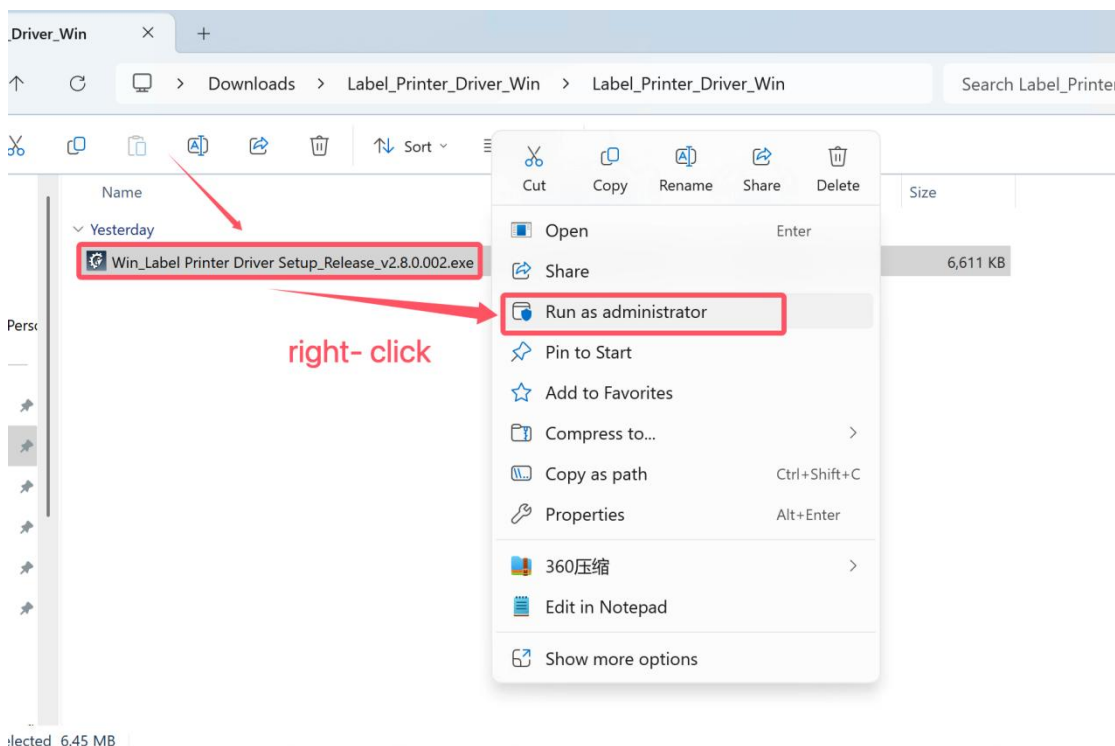 _Driver_Win
Downloads > Label_Printer_Driver_Win > Label_Printer_Driver_Win
Search Label_Printer
Sort
Cut Copy Rename Share Delete
Name
Size
Yesterday
Win_Label Printer Driver Setup_Release_v2.8.0.002.exe
6,611 KB
Open Enter
Share
Run as administrator
right- click
Pin to Start
Add to Favorites
Compress to...
Copy as path Ctrl+Shift+C
Properties Alt+Enter
360压缩
Edit in Notepad
Show more options
Perso
elected 6.45 MB